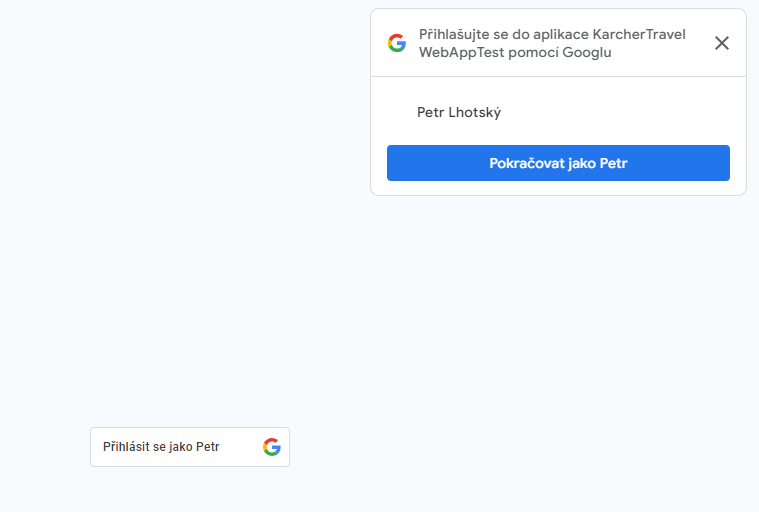 Přihlašujte se do aplikace KarcherTravel
WebAppTest pomocí Googlu
Petr Lhotský
Pokračovat jako Petr
Přihlásit se jako Petr